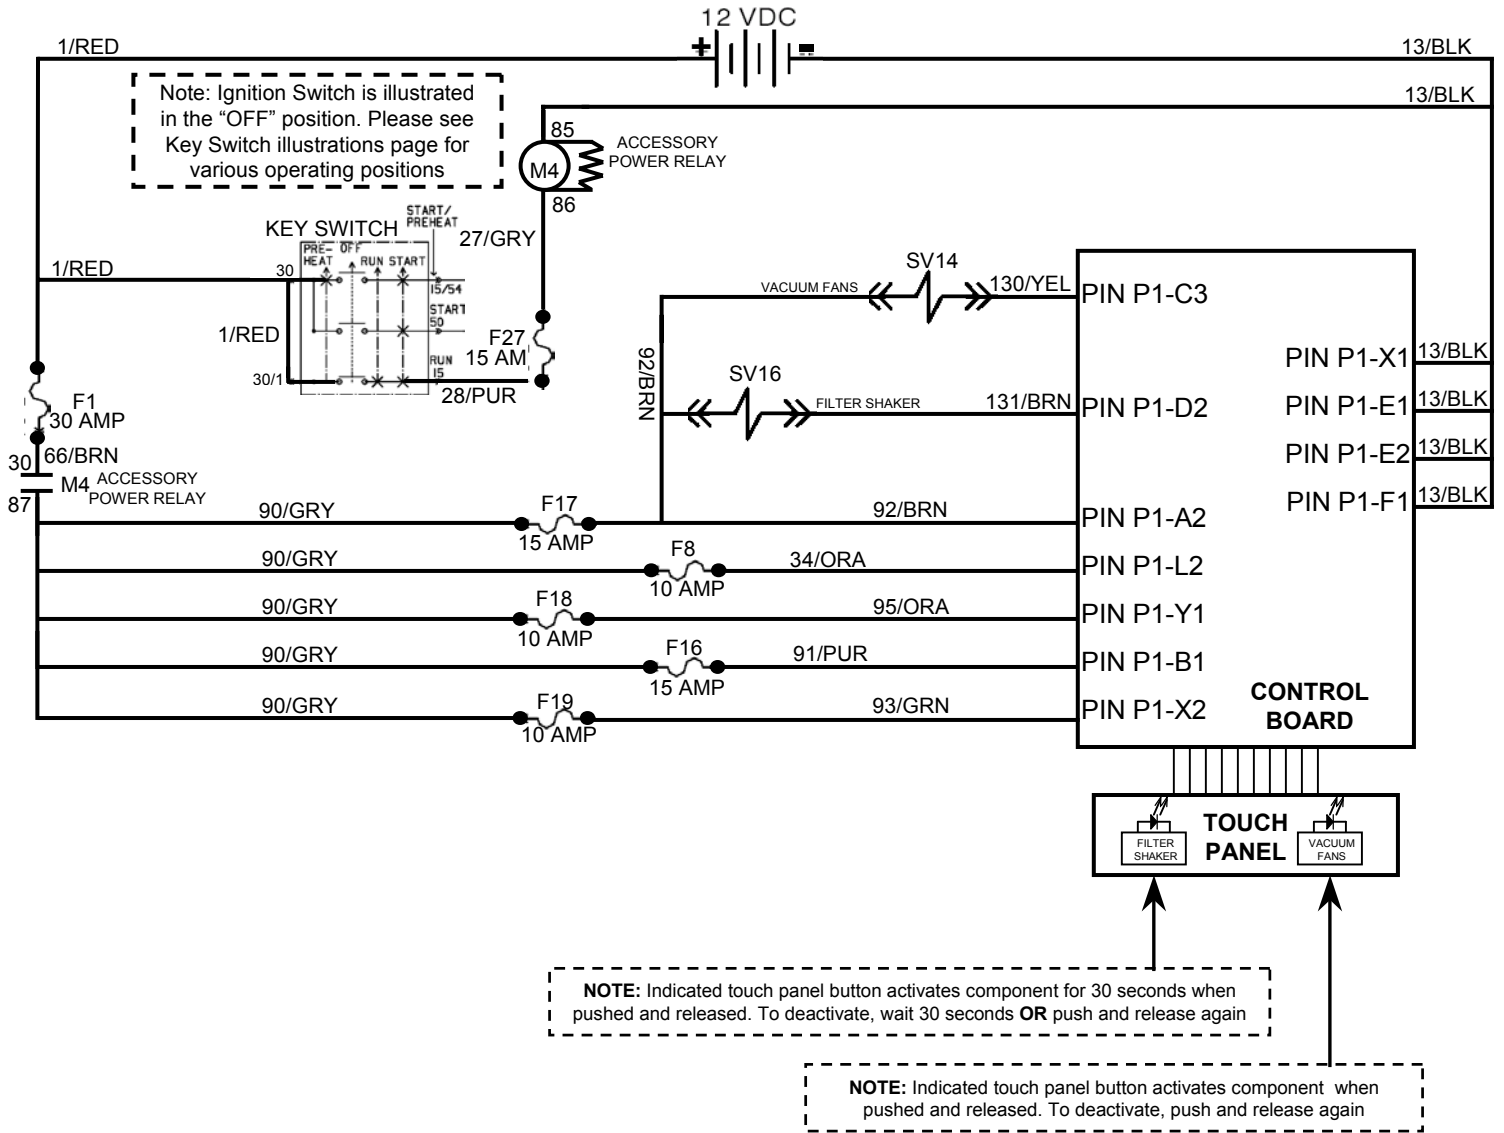 12 VDC
1/RED
13/BLK
13/BLK
Note: Ignition Switch is illustrated
in the “OFF” position. Please see
Key Switch illustrations page for
various operating positions
85
M4
86
ACCESSORY
POWER RELAY
START/
PREHEAT
27/GRY
KEY SWITCH
PRE-
HEAT
OFF
RUN
START
1/RED
30
15/54
START
50
1/RED
30/1
RUN
15
28/PUR
F27
15 AM
F1
30 AMP
66/BRN
30
M4
87
ACCESSORY
POWER RELAY
VACUUM FANS
SV14
130/YEL
PIN P1-C3
92/BRN
SV16
FILTER SHAKER
131/BRN
PIN P1-D2
PIN P1-X1
13/BLK
PIN P1-E1
13/BLK
PIN P1-E2
13/BLK
PIN P1-F1
13/BLK
90/GRY
F17
15 AMP
92/BRN
PIN P1-A2
90/GRY
F8
10 AMP
34/ORA
PIN P1-L2
90/GRY
F18
10 AMP
95/ORA
PIN P1-Y1
90/GRY
F16
15 AMP
91/PUR
PIN P1-B1
90/GRY
F19
10 AMP
93/GRN
PIN P1-X2
CONTROL
BOARD
FILTER
SHAKER
TOUCH
PANEL
VACUUM
FANS
NOTE: Indicated touch panel button activates component for 30 seconds when
pushed and released. To deactivate, wait 30 seconds OR push and release again
NOTE: Indicated touch panel button activates component when
pushed and released. To deactivate, push and release again